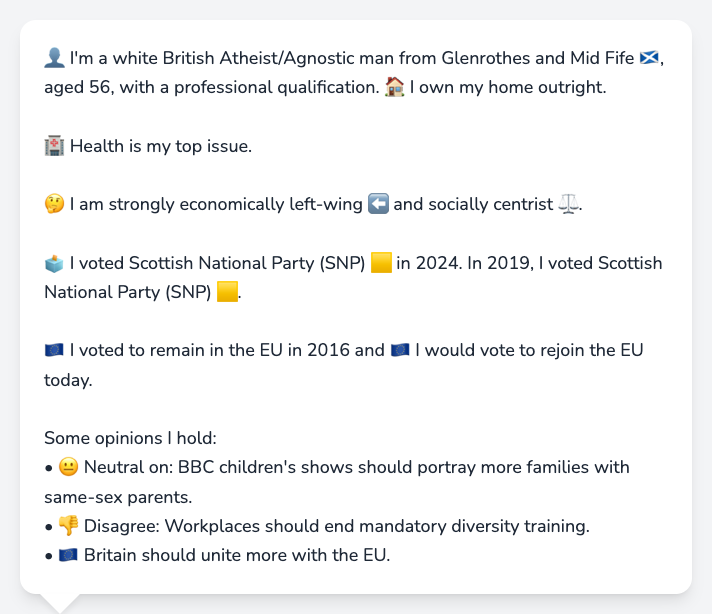 👤 I'm a white British Atheist/Agnostic man from Glenrothes and Mid Fife 🏴󠁧󠁢󠁳󠁣󠁴󠁿,
aged 56, with a professional qualification. 🏠 I own my home outright.
🏥 Health is my top issue.
🤔 I am strongly economically left-wing ⬅️ and socially centrist ⚖️.
🗳️ I voted Scottish National Party (SNP) 🟨 in 2024. In 2019, I voted Scottish
National Party (SNP) 🟨.
🇪🇺 I voted to remain in the EU in 2016 and 🇪🇺 I would vote to rejoin the EU
today.
Some opinions I hold:
• 😐 Neutral on: BBC children's shows should portray more families with
same-sex parents.
• 👎 Disagree: Workplaces should end mandatory diversity training.
• 🇪🇺 Britain should unite more with the EU.